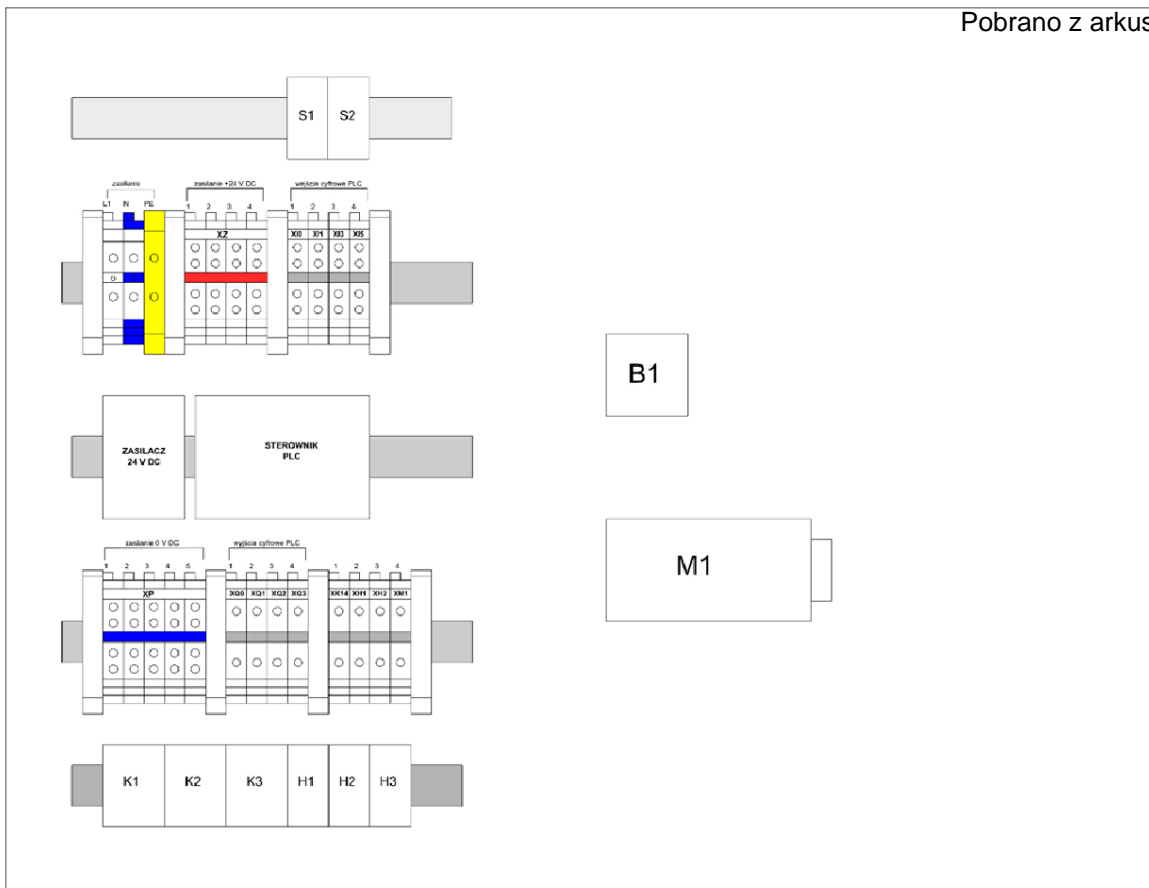 Pobrano z arkus
S1 S2
zasilanie zasilanie +24 V DC wejścia cyfrowe PLC
L1 N PE 1 2 3 4 1 2 3 4
XZ XI0 XI1 XI3 XI5
B1
ZASILACZ
24 V DC
STEROWNIK
PLC
M1
zasilanie 0 V DC wyjścia cyfrowe PLC
1 2 3 4 5 1 2 3 4 1 2 3 4
XP XQ0 XQ1 XQ2 XQ3 XK14 XH1 XH2 XM1
K1 K2 K3 H1 H2 H3